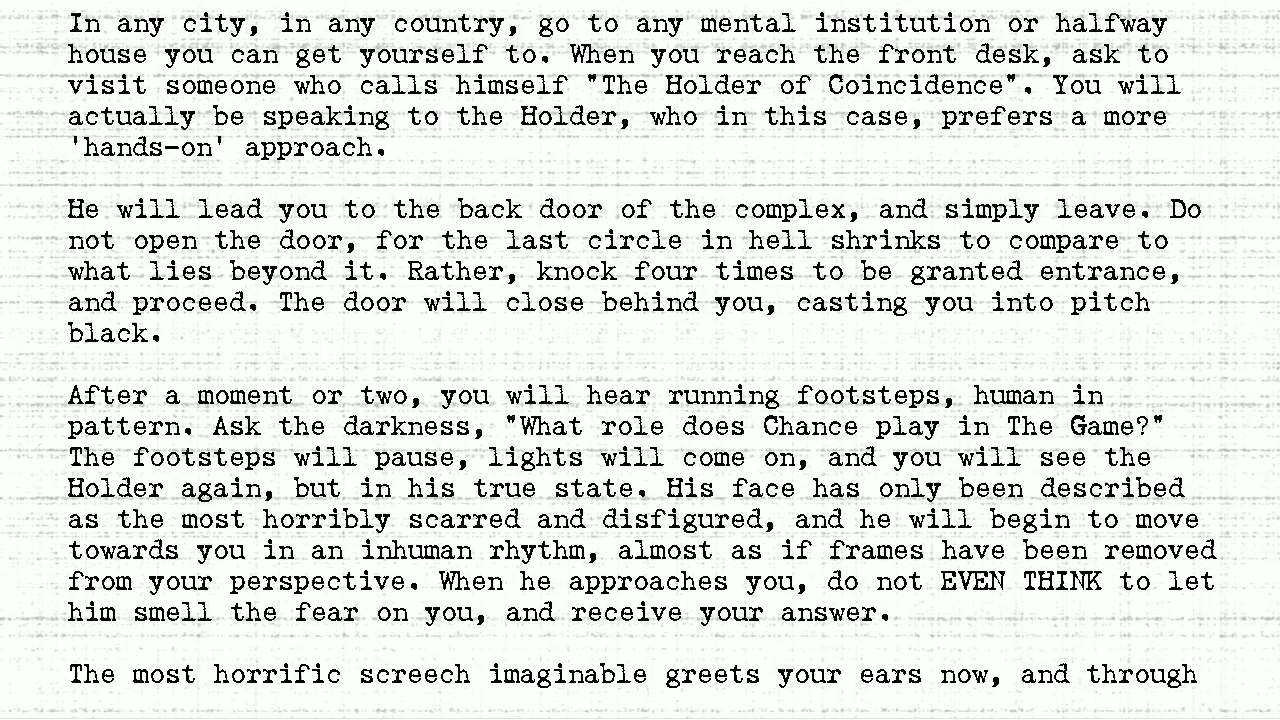 In any city, in any country, go to any mental institution or halfway
house you can get yourself to. When you reach the front desk, ask to
visit someone who calls himself "The Holder of Coincidence". You will
actually be speaking to the Holder, who in this case, prefers a more
'hands-on' approach.
He will lead you to the back door of the complex, and simply leave. Do
not open the door, for the last circle in hell shrinks to compare to
what lies beyond it. Rather, knock four times to be granted entrance,
and proceed. The door will close behind you, casting you into pitch
black.
After a moment or two, you will hear running footsteps, human in
pattern. Ask the darkness, "What role does Chance play in The Game?"
The footsteps will pause, lights will come on, and you will see the
Holder again, but in his true state. His face has only been described
as the most horribly scarred and disfigured, and he will begin to move
towards you in an inhuman rhythm, almost as if frames have been removed
from your perspective. When he approaches you, do not EVEN THINK to let
him smell the fear on you, and receive your answer.
The most horrific screech imaginable greets your ears now, and through